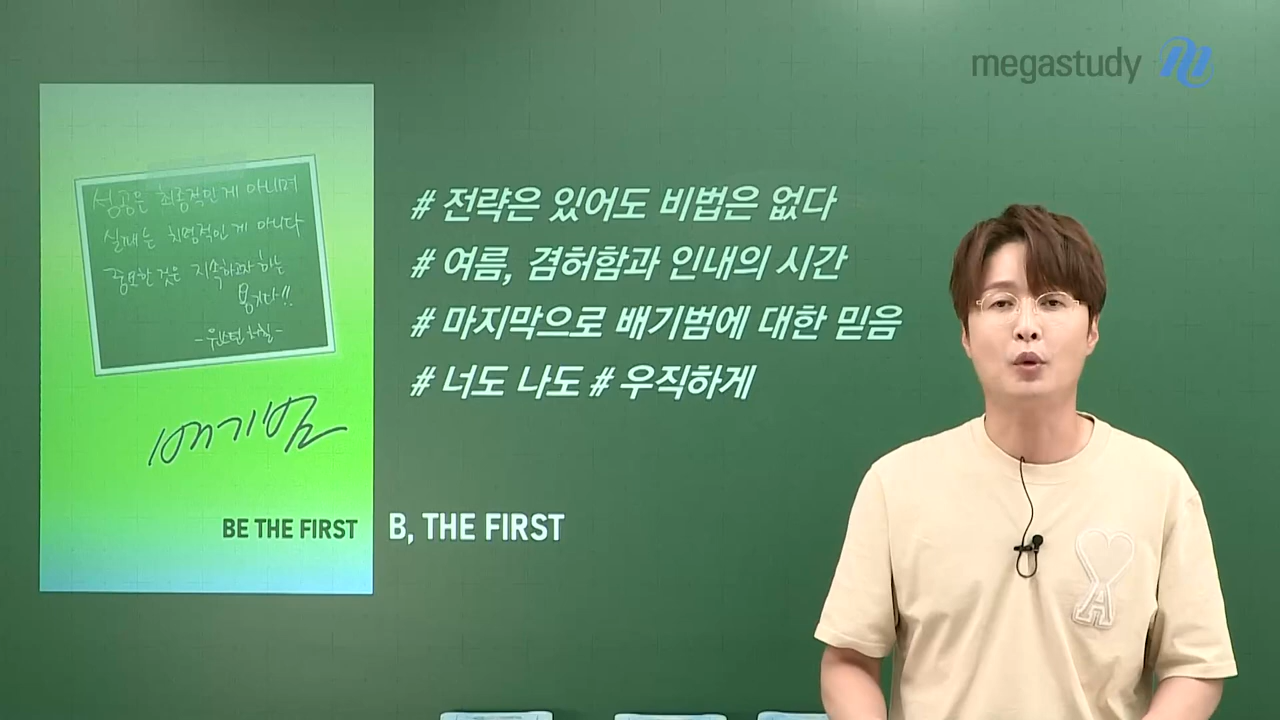 megastudy
성공은 최종적인 게 아니며
실패는 치명적인 게 아니다
중요한 것은 지속하고자 하는
용기다!!
-윈스턴 처칠-
배기범
BE THE FIRST
# 전략은 있어도 비법은 없다
# 여름, 겸허함과 인내의 시간
# 마지막으로 배기범에 대한 믿음
# 너도 나도 # 우직하게
B, THE FIRST
A